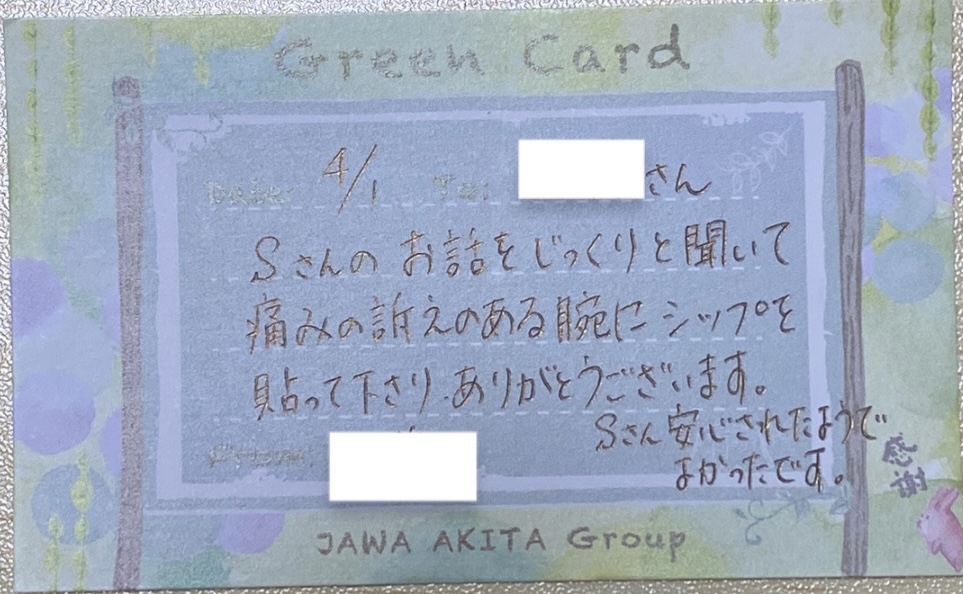 Green Card
Date: 4/1 To: さん
Sさんの お話をじっくりと聞いて
痛みの訴えのある腕にシップを
貼って下さり、ありがとうございます。
Sさん安心されたようで
よかったです。
From:
感謝
JAWA AKITA Group